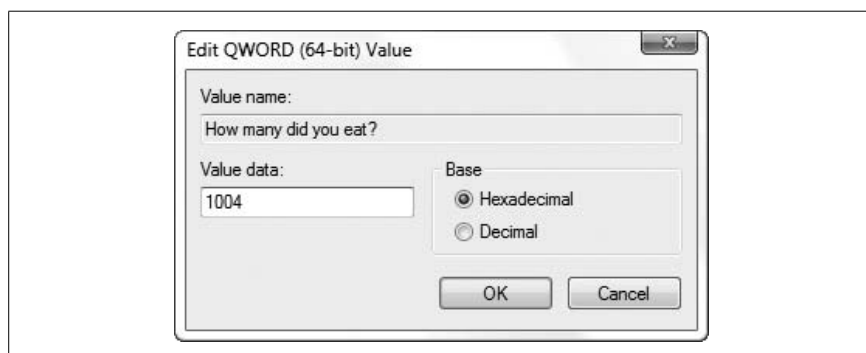 Edit QWORD (64-bit) Value
Value name:
How many did you eat?
Value data:
1004
Base
Hexadecimal
Decimal
OK
Cancel